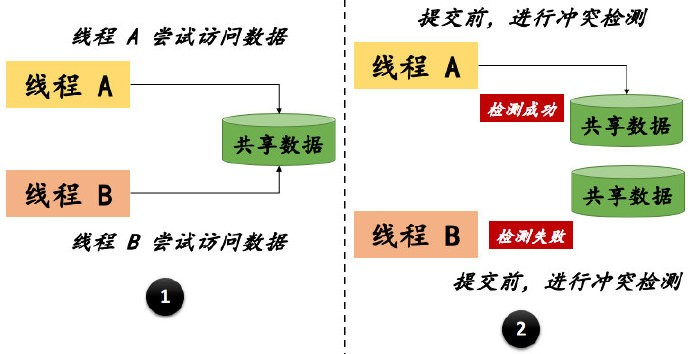 线程 A 尝试访问数据
线程 A
共享数据
线程 B
线程 B 尝试访问数据
1
提交前，进行冲突检测
线程 A
检测成功
共享数据
共享数据
线程 B
检测失败
提交前，进行冲突检测
2